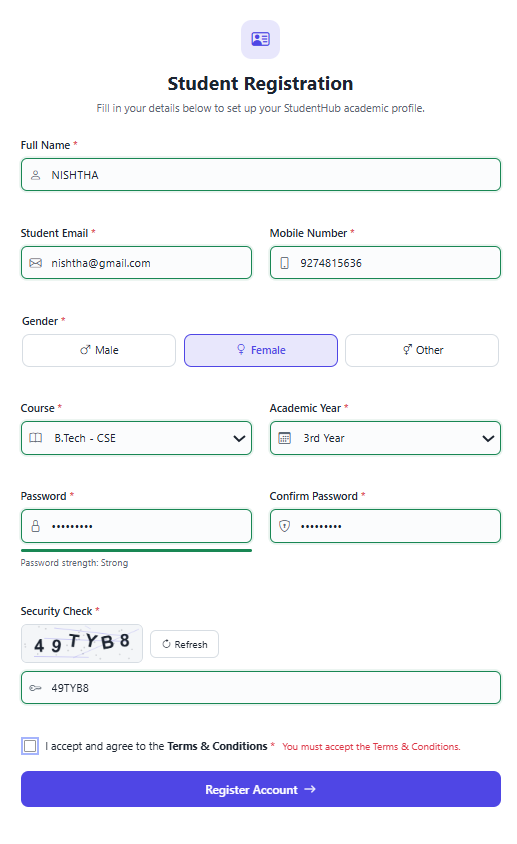 Student Registration
Fill in your details below to set up your StudentHub academic profile.
Full Name *
NISHTHA
Student Email * Mobile Number *
nishtha@gmail.com 9274815636
Gender *
Male Female Other
Course * Academic Year *
B.Tech - CSE 3rd Year
Password * Confirm Password *
••••••••• •••••••••
Password strength: Strong
Security Check *
49TYB8 Refresh
49TYB8
I accept and agree to the Terms & Conditions * You must accept the Terms & Conditions.
Register Account →